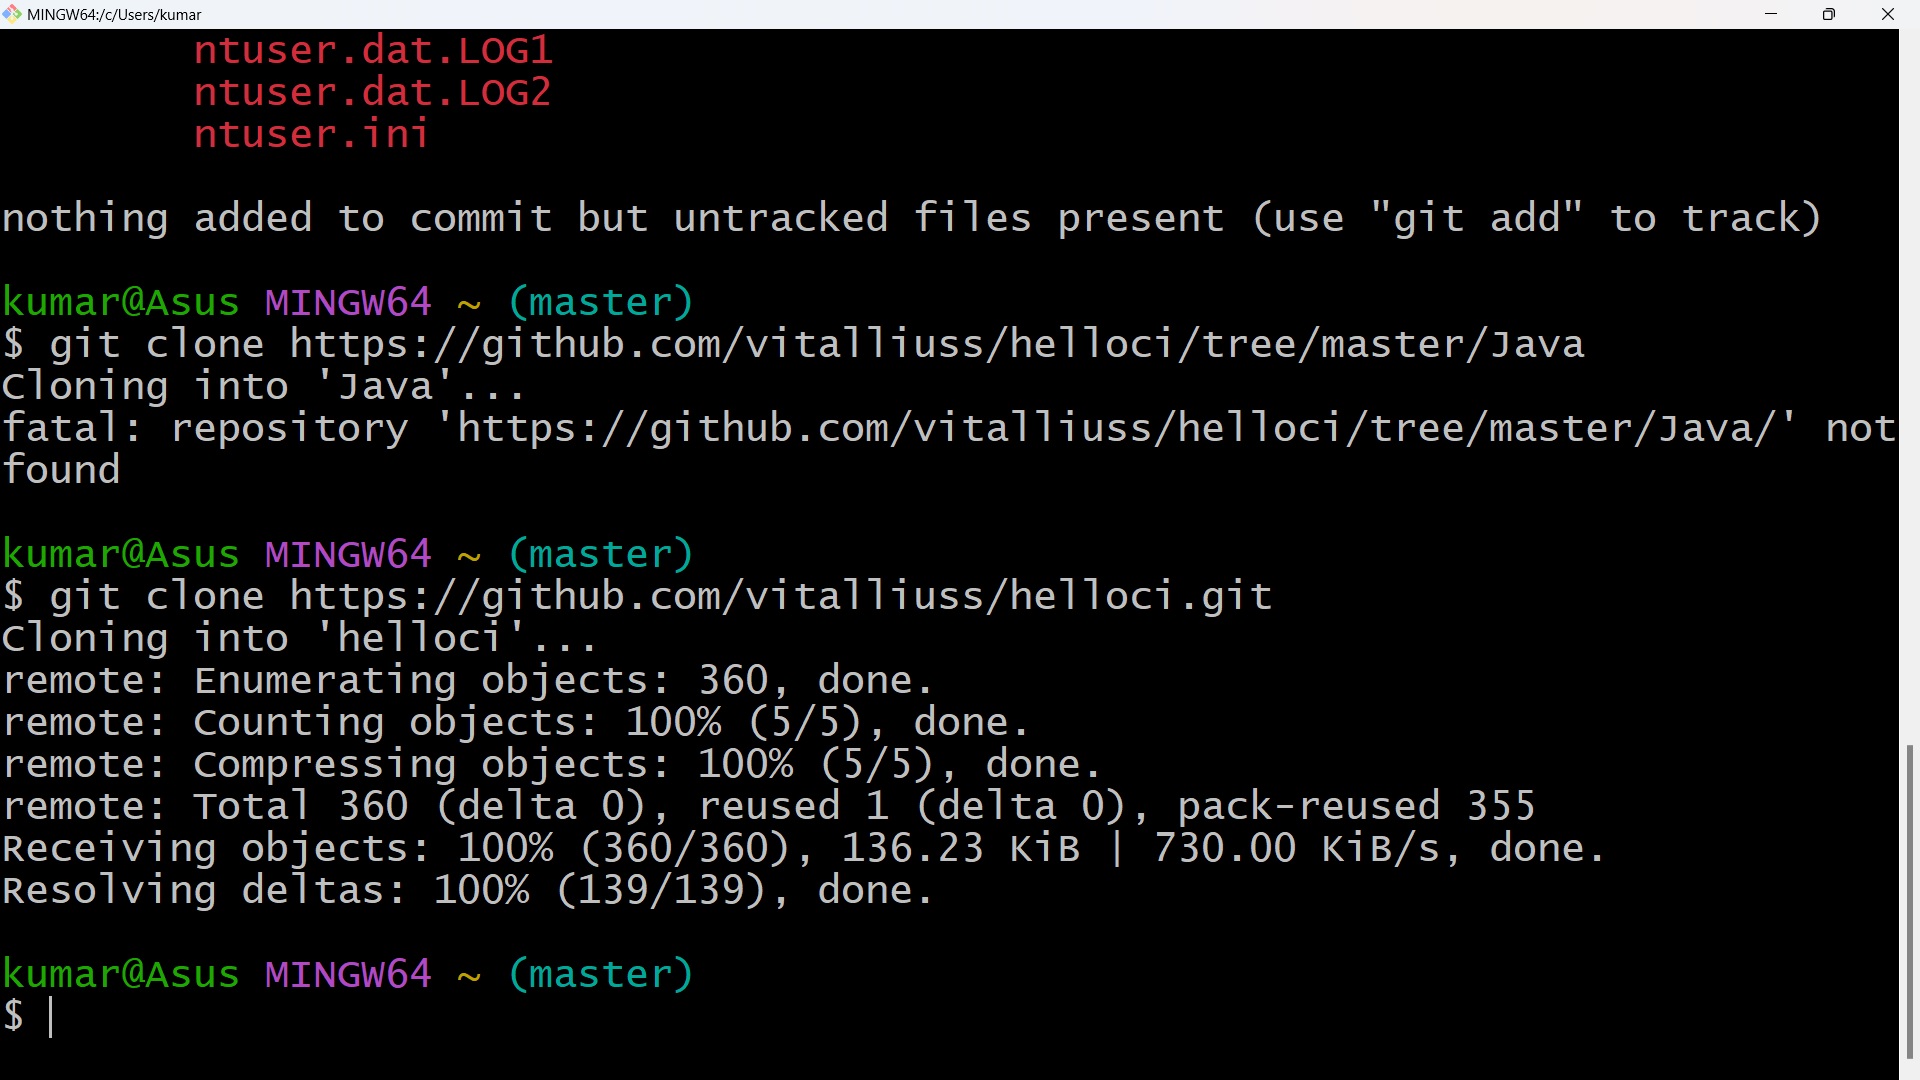 MINGW64:/c/Users/kumar
ntuser.dat.LOG1
ntuser.dat.LOG2
ntuser.ini
nothing added to commit but untracked files present (use "git add" to track)
kumar@Asus MINGW64 ~ (master)
$ git clone https://github.com/vitalliuss/helloci/tree/master/Java
Cloning into 'Java'...
fatal: repository 'https://github.com/vitalliuss/helloci/tree/master/Java/' not
found
kumar@Asus MINGW64 ~ (master)
$ git clone https://github.com/vitalliuss/helloci.git
Cloning into 'helloci'...
remote: Enumerating objects: 360, done.
remote: Counting objects: 100% (5/5), done.
remote: Compressing objects: 100% (5/5), done.
remote: Total 360 (delta 0), reused 1 (delta 0), pack-reused 355
Receiving objects: 100% (360/360), 136.23 KiB | 730.00 KiB/s, done.
Resolving deltas: 100% (139/139), done.
kumar@Asus MINGW64 ~ (master)
$